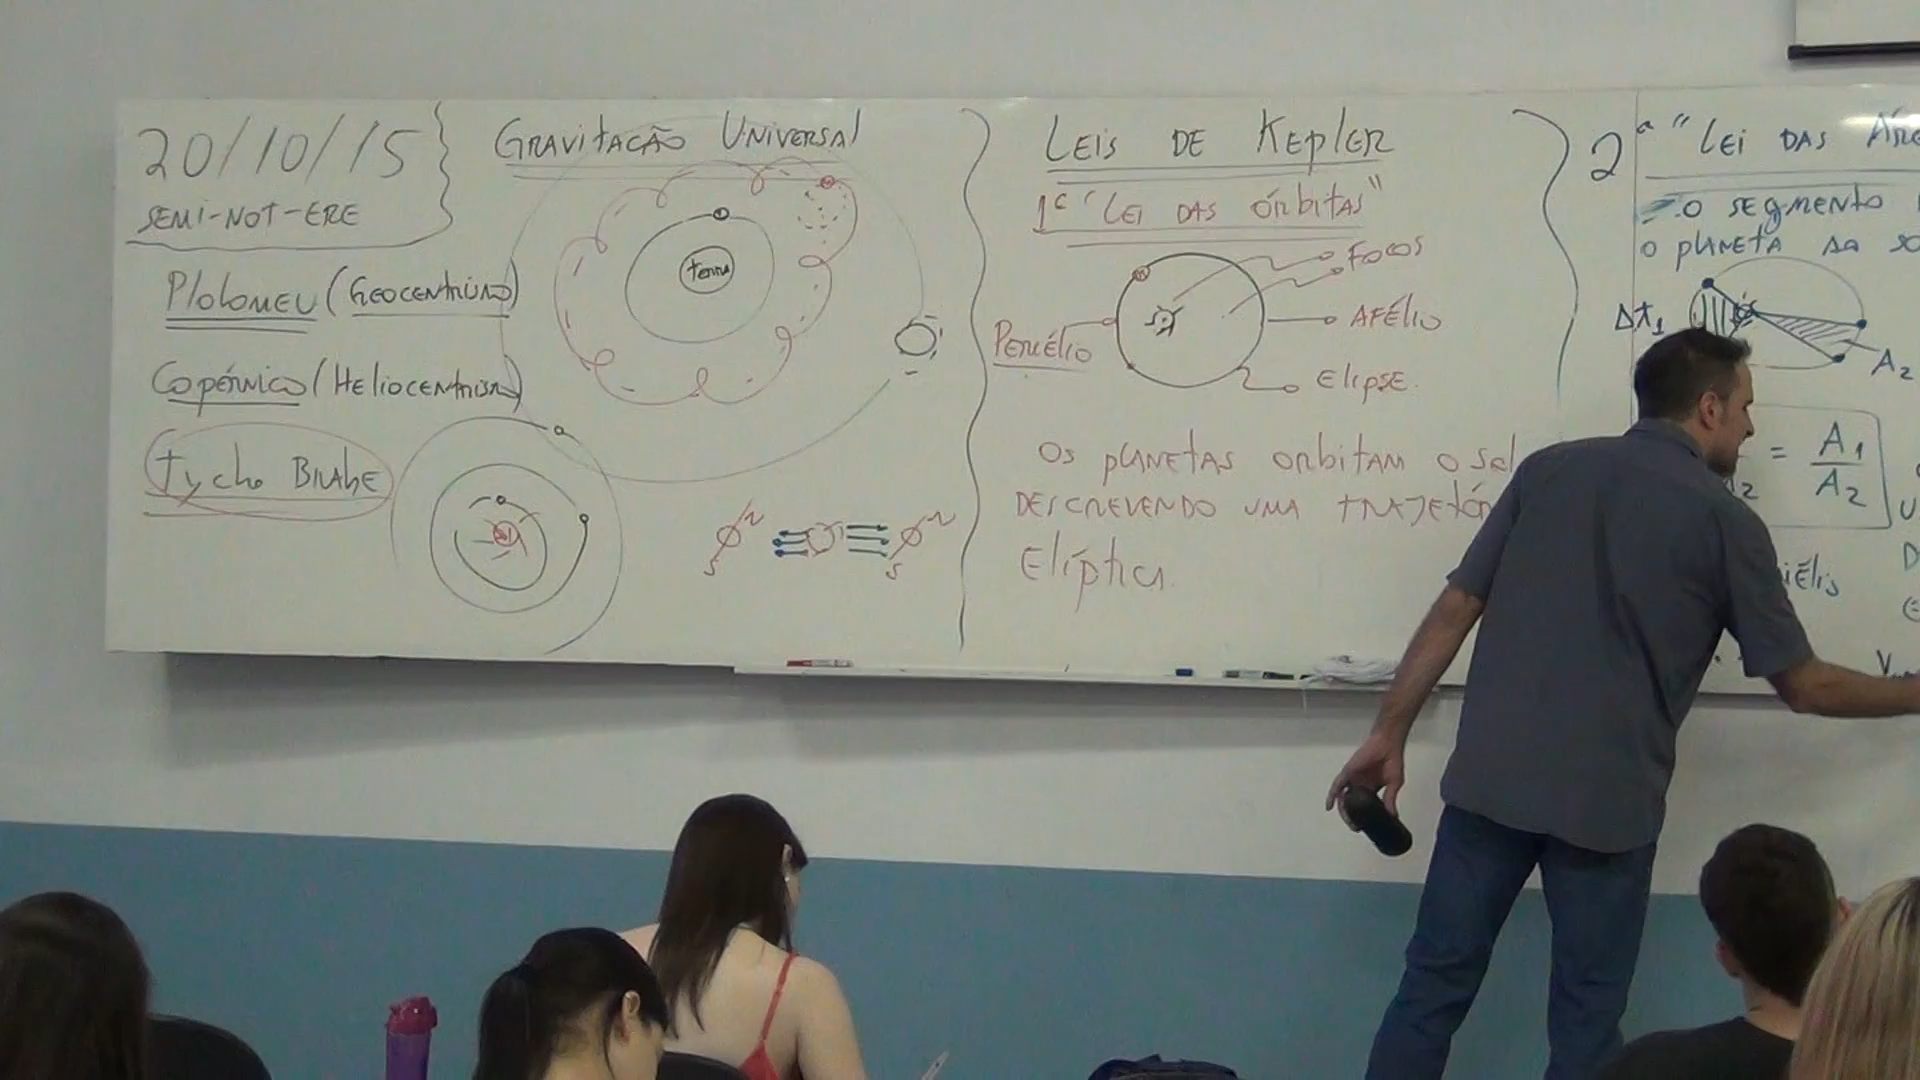 20/10/15
SEMI-NOT-ERE
Ptolomeu (Geocentrismo)
Copérnico (Heliocentrismo)
Tycho Brahe
Gravitação Universal
terra
Sol
N
S
N
S
Leis de Kepler
1ª "Lei das órbitas"
Focos
Afélio
Periélio
Elipse.
Os planetas orbitam o Sol
descrevendo uma
Elíptica.
2ª "Lei das
o segmento
o planeta ao
Δt1
A2
= A1
A2